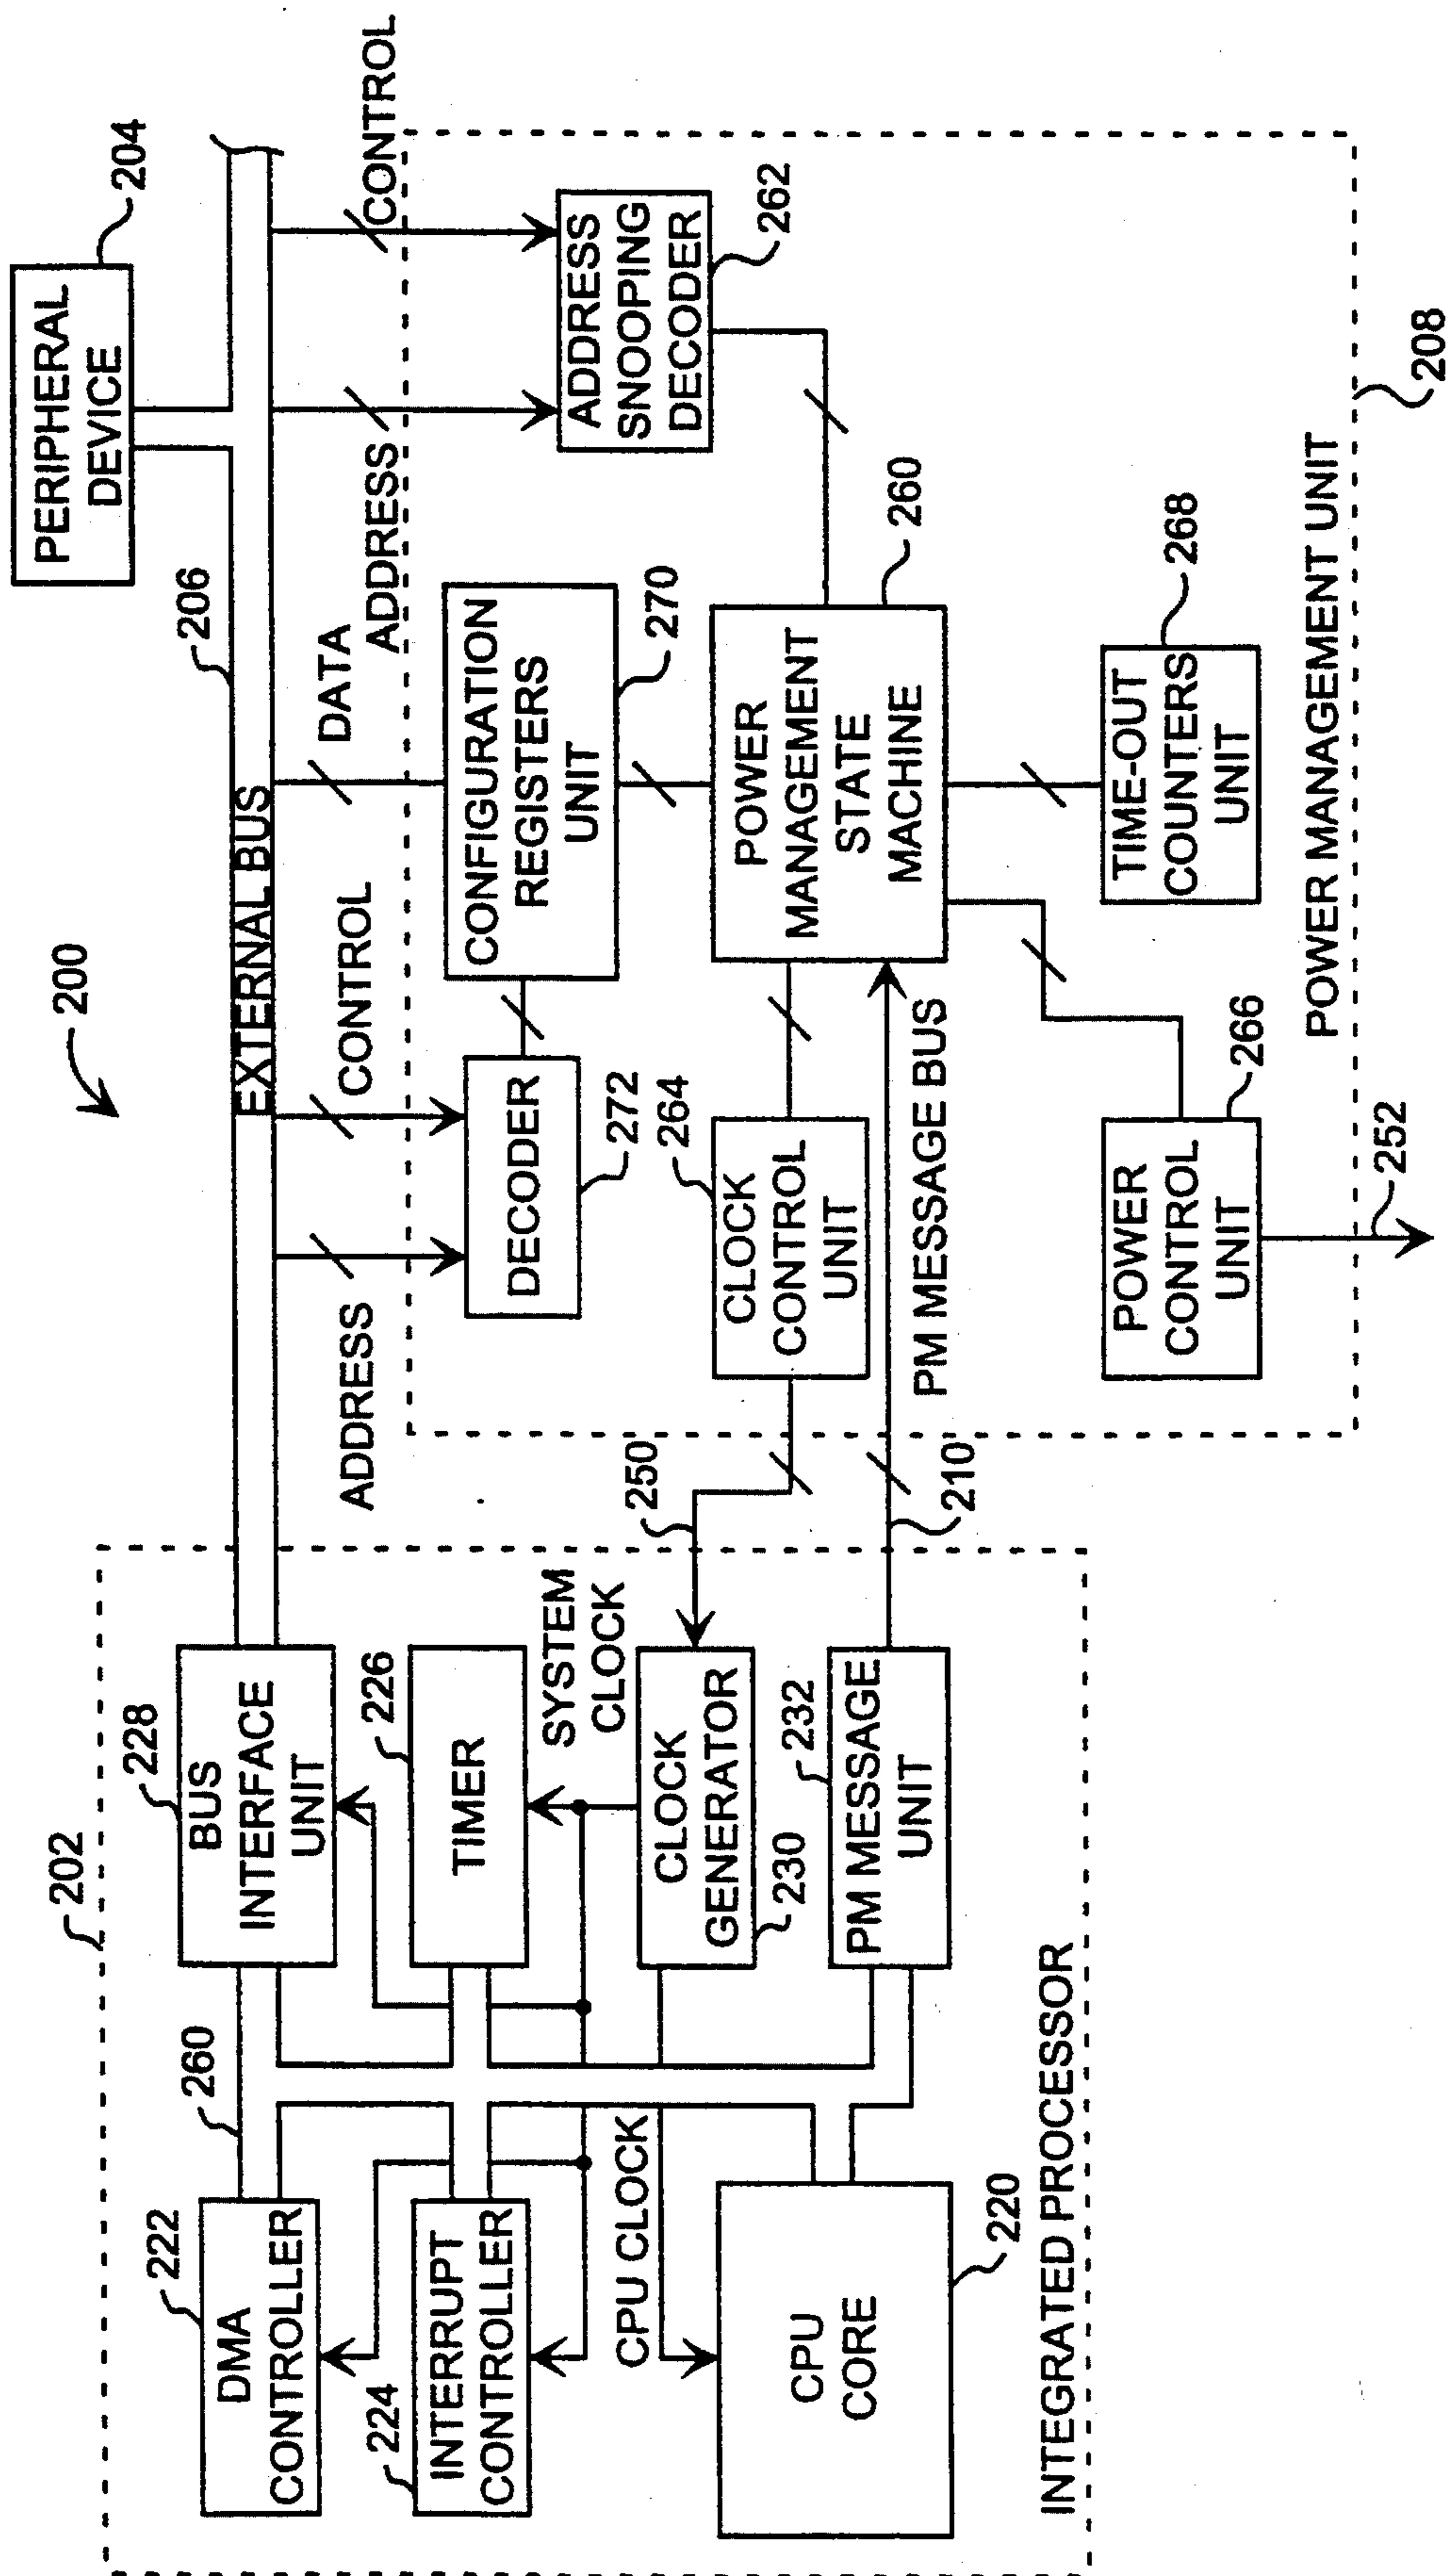 200
202
260
222
DMA
CONTROLLER
228
BUS
INTERFACE
UNIT
EXTERNAL BUS
206
PERIPHERAL
DEVICE
204
224
INTERRUPT
CONTROLLER
226
TIMER
SYSTEM
CLOCK
CPU CLOCK
CLOCK
GENERATOR
230
CPU
CORE
220
232
PM MESSAGE
UNIT
INTEGRATED PROCESSOR
250
210
ADDRESS
CONTROL
DATA
ADDRESS
CONTROL
DECODER
272
CONFIGURATION
REGISTERS
UNIT
270
ADDRESS
SNOOPING
DECODER
262
264
CLOCK
CONTROL
UNIT
PM MESSAGE BUS
POWER
MANAGEMENT
STATE
MACHINE
260
POWER
CONTROL
UNIT
266
252
TIME-OUT
COUNTERS
UNIT
268
POWER MANAGEMENT UNIT
208